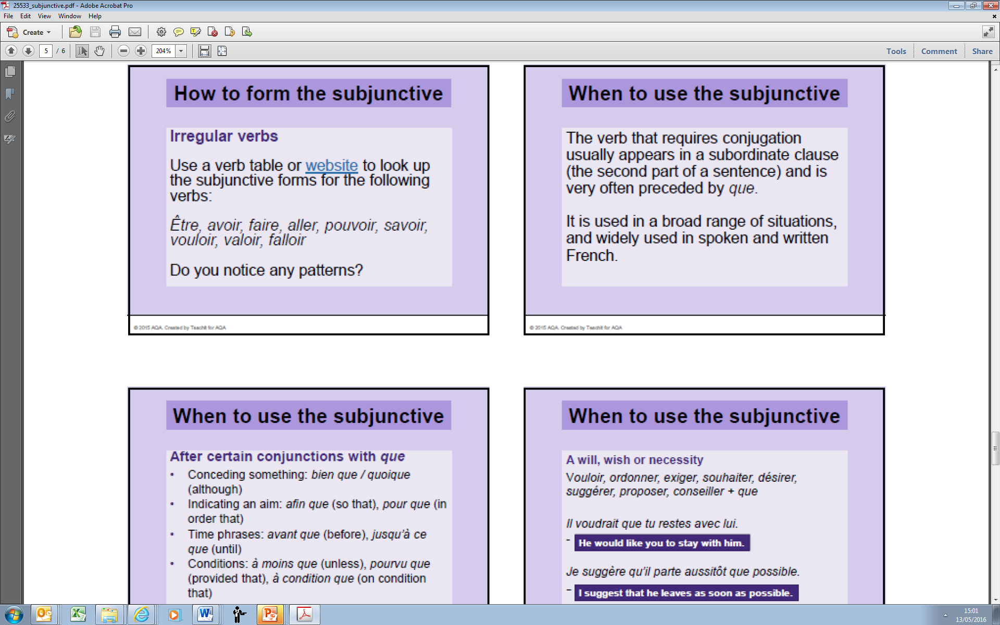 25533_subjunctive.pdf - Adobe Acrobat Pro
File Edit View Window Help
Create
5 / 6 204% Tools Comment Share
How to form the subjunctive
Irregular verbs
Use a verb table or website to look up
the subjunctive forms for the following
verbs:
Être, avoir, faire, aller, pouvoir, savoir,
vouloir, valoir, falloir
Do you notice any patterns?
© 2015 AQA. Created by Teachit for AQA
When to use the subjunctive
The verb that requires conjugation
usually appears in a subordinate clause
(the second part of a sentence) and is
very often preceded by que.
It is used in a broad range of situations,
and widely used in spoken and written
French.
© 2015 AQA. Created by Teachit for AQA
When to use the subjunctive
After certain conjunctions with que
• Conceding something: bien que / quoique
(although)
• Indicating an aim: afin que (so that), pour que (in
order that)
• Time phrases: avant que (before), jusqu'à ce
que (until)
• Conditions: à moins que (unless), pourvu que
(provided that), à condition que (on condition
that)
When to use the subjunctive
A will, wish or necessity
Vouloir, ordonner, exiger, souhaiter, désirer,
suggérer, proposer, conseiller + que
Il voudrait que tu restes avec lui.
- He would like you to stay with him.
Je suggère qu'il parte aussitôt que possible.
- I suggest that he leaves as soon as possible.
15:01
13/05/2016